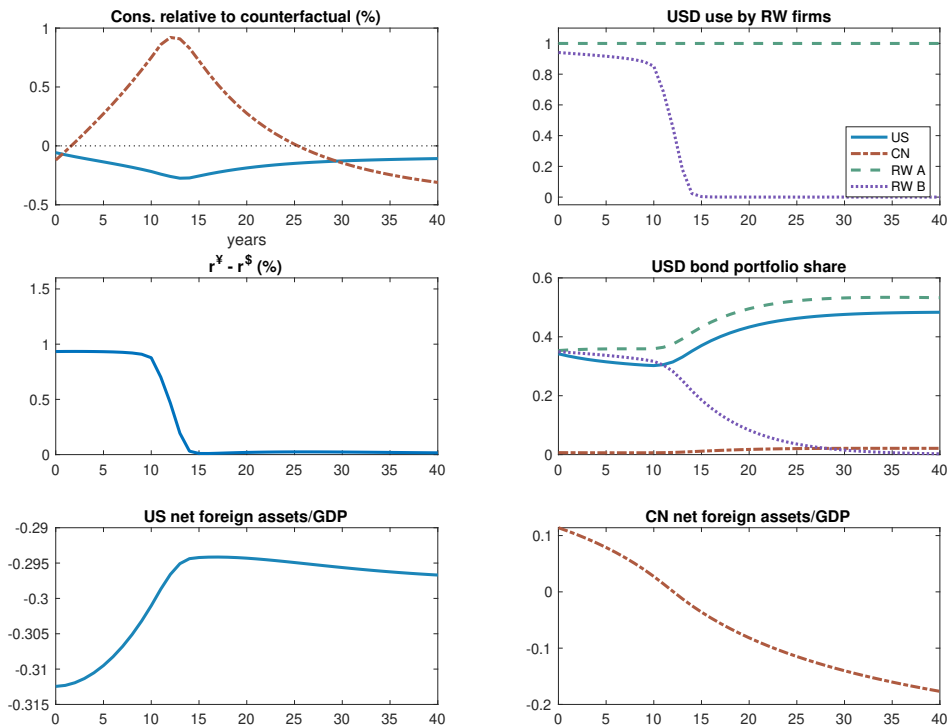 Cons. relative to counterfactual (%)
1
0.5
0
-0.5
0 5 10 15 20 25 30 35 40
years
USD use by RW firms
1
0.8
0.6
0.4
0.2
0
0 5 10 15 20 25 30 35 40
US
CN
RW A
RW B
r¥ - r$ (%)
1.5
1
0.5
0
0 5 10 15 20 25 30 35 40
USD bond portfolio share
0.6
0.4
0.2
0
0 5 10 15 20 25 30 35 40
US net foreign assets/GDP
-0.29
-0.295
-0.3
-0.305
-0.31
-0.315
0 5 10 15 20 25 30 35 40
CN net foreign assets/GDP
0.1
0
-0.1
-0.2
0 5 10 15 20 25 30 35 40